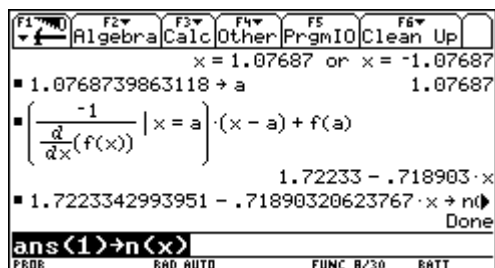 F1 F2 F3 F4 F5 F6
Algebra Calc Other PrgmIO Clean Up
x = 1.07687 or x = -1.07687
▪ 1.0768739863118 → a 1.07687
▪ ( -1 / d/dx(f(x)) | x = a )·(x - a) + f(a)
1.72233 - .718903·x
▪ 1.7223342993951 - .71890320623767·x → n(
Done
ans(1)→n(x)
PROB RAD AUTO FUNC 8/30 BATT